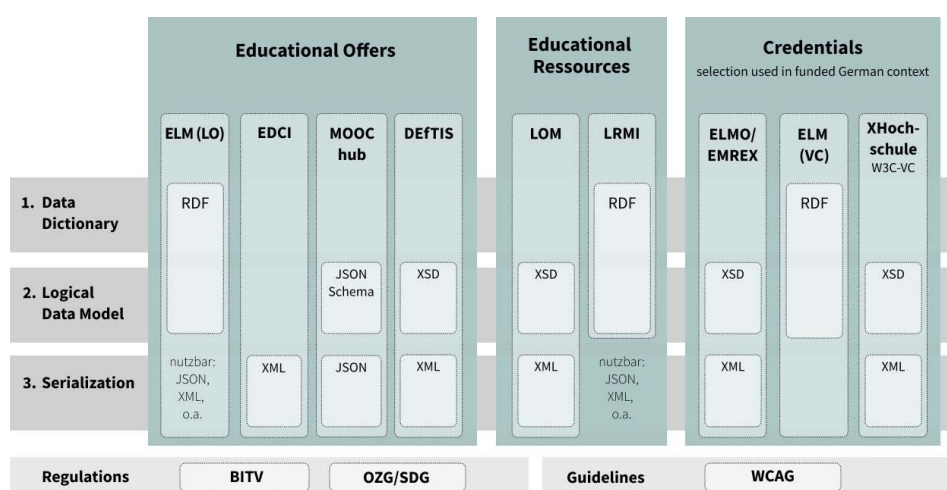 Educational Offers
Educational
Ressources
Credentials
selection used in funded German context
ELM (LO)
EDCI
MOOC
hub
DEfTIS
LOM
LRMI
ELMO/
EMREX
ELM
(VC)
XHoch-
schule
W3C-VC
1. Data
Dictionary
RDF
RDF
RDF
2. Logical
Data Model
JSON
Schema
XSD
XSD
XSD
XSD
3. Serialization
nutzbar:
JSON,
XML,
o.a.
XML
JSON
XML
XML
nutzbar:
JSON,
XML,
o.a.
XML
XML
Regulations
BITV
OZG/SDG
Guidelines
WCAG